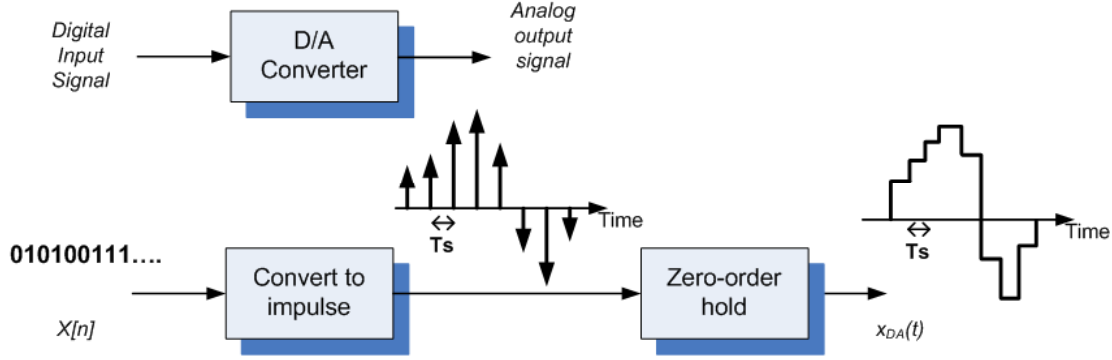 Digital
Input
Signal
D/A
Converter
Analog
output
signal
Time
Ts
Time
Ts
010100111....
Convert to
impulse
Zero-order
hold
X[n]
xDA(t)